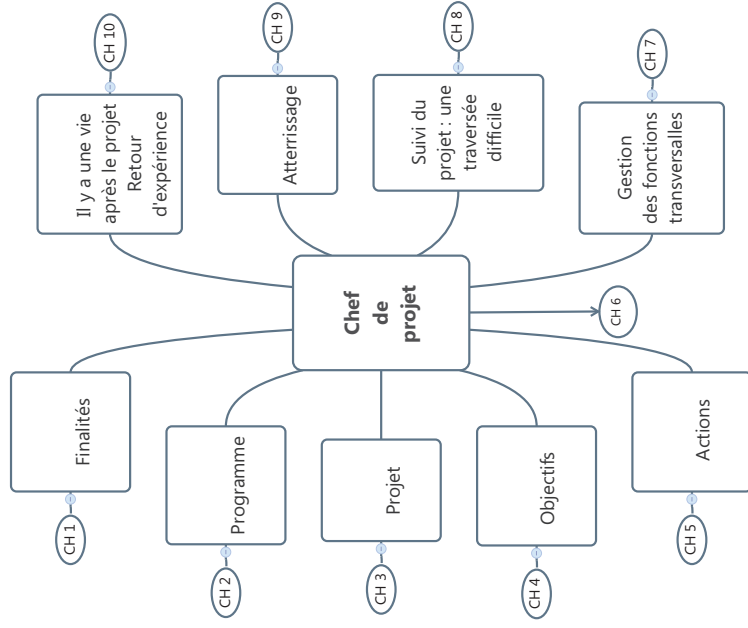 CH 1
Finalités
CH 2
Programme
CH 3
Projet
CH 4
Objectifs
CH 5
Actions
Chef
de
projet
CH 6
Il y a une vie
après le projet
Retour
d'expérience
CH 10
Atterrissage
CH 9
Suivi du
projet : une
traversée
difficile
CH 8
Gestion
des fonctions
transversalles
CH 7